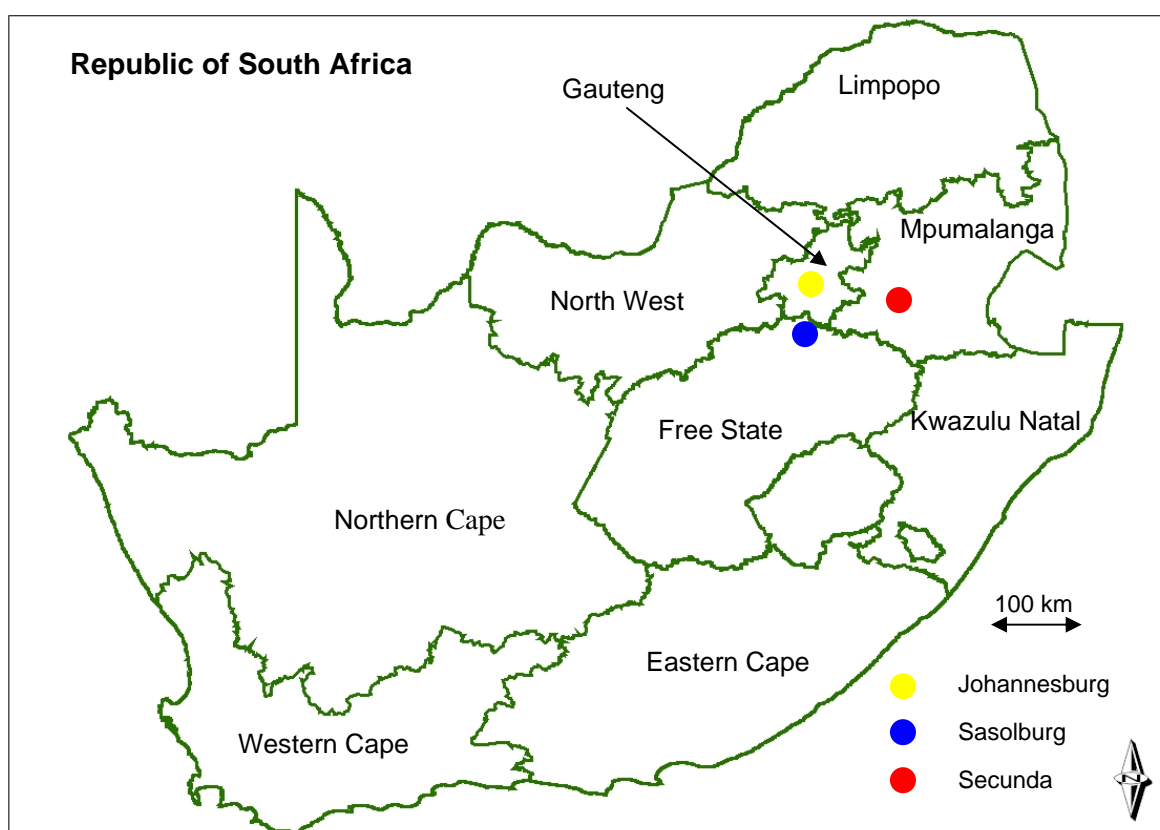 Republic of South Africa
Limpopo
Gauteng
Mpumalanga
North West
Free State
Kwazulu Natal
Northern Cape
100 km
Eastern Cape
Johannesburg
Sasolburg
Western Cape
Secunda
N